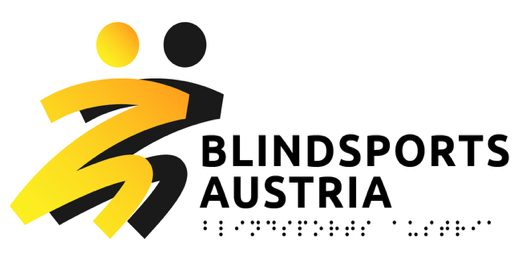 BLINDSPORTS
AUSTRIA
⠃⠇⠊⠝⠙⠎⠏⠕⠗⠞⠎ ⠁⠥⠎⠞⠗⠊⠁